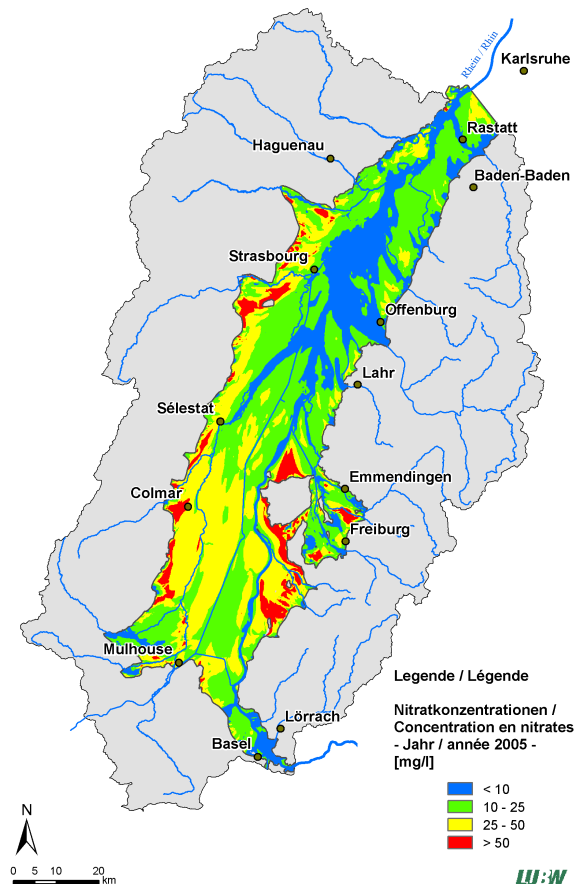 Karlsruhe
Rhein / Rhin
Rastatt
Haguenau
Baden-Baden
Strasbourg
Offenburg
Lahr
Sélestat
Emmendingen
Colmar
Freiburg
Mulhouse
Lörrach
Basel
Legende / Légende
Nitratkonzentrationen /
Concentration en nitrates
- Jahr / année 2005 -
[mg/l]
< 10
10 - 25
25 - 50
> 50
N
0 5 10 20
km
LUBW